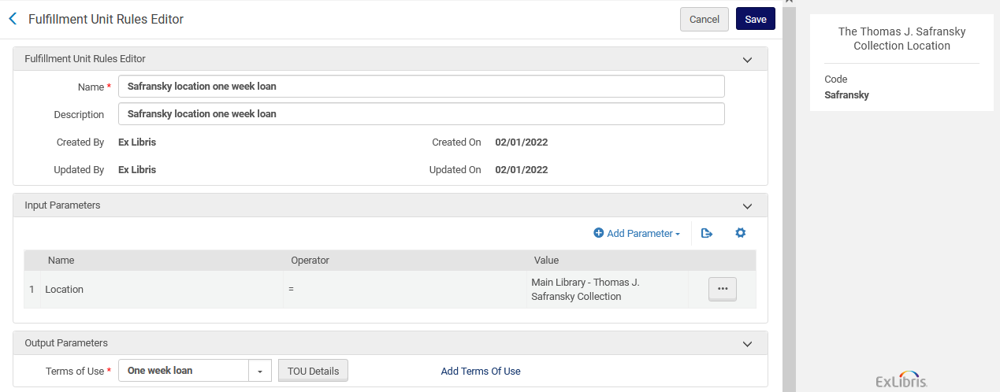 Fulfillment Unit Rules Editor
Cancel
Save
Fulfillment Unit Rules Editor
Name * Safransky location one week loan
Description Safransky location one week loan
Created By Ex Libris Created On 02/01/2022
Updated By Ex Libris Updated On 02/01/2022
Input Parameters
Add Parameter
Name Operator Value
1 Location = Main Library - Thomas J.
Safransky Collection
Output Parameters
Terms of Use * One week loan TOU Details Add Terms Of Use
The Thomas J. Safransky
Collection Location
Code
Safransky
ExLibris